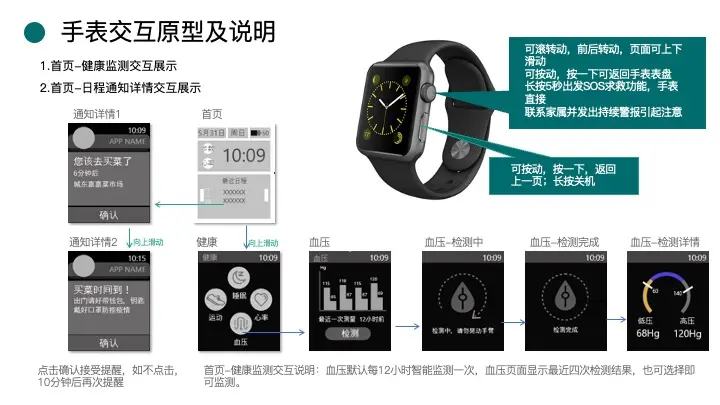 手表交互原型及说明
1.首页-健康监测交互展示
2.首页-日程通知详情交互展示
可滚转动，前后转动，页面可上下
滑动
可按动，按一下可返回手表表盘
长按5秒出发SOS求救功能，手表
直接
联系家属并发出持续警报引起注意
可按动，按一下，返回
上一页；长按关机
通知详情1
首页
10:09
APP NAME
您该去买菜了
6分钟后
城东嘉嘉菜市场
确认
5月31日 周日
10:09
最近日程
XXXXXX
XXXXXX
向上滑动
向上滑动
通知详情2
健康
血压
血压-检测中
血压-检测完成
血压-检测详情
10:15
APP NAME
买菜时间到！
出门请好带钱包、钥匙
戴好口罩防控疫情
确认
健康 10:09
睡眠
运动
心率
血压
血压 10:09
Hg
115 118 115 120
最近一次测量 12小时前
检测
10:09
检测中，请勿晃动手臂
10:09
检测完成
10:09
60
140
低压 高压
68Hg 120Hg
点击确认接受提醒，如不点击，
10分钟后再次提醒
首页-健康监测交互说明：血压默认每12小时智能监测一次，血压页面显示最近四次检测结果，也可选择即
可监测。